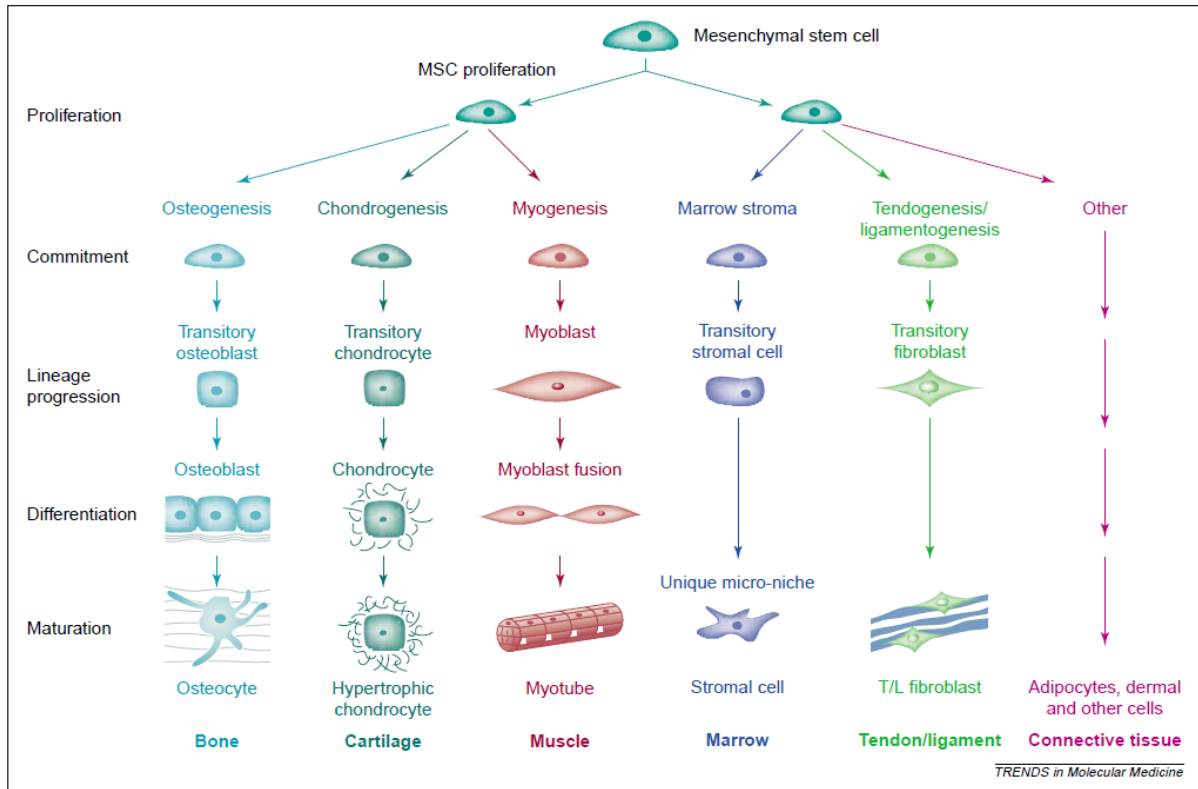 Mesenchymal stem cell
MSC proliferation
Proliferation
Osteogenesis
Chondrogenesis
Myogenesis
Marrow stroma
Tendogenesis/
ligamentogenesis
Other
Commitment
Transitory
osteoblast
Transitory
chondrocyte
Myoblast
Transitory
stromal cell
Transitory
fibroblast
Lineage
progression
Osteoblast
Chondrocyte
Myoblast fusion
Differentiation
Unique micro-niche
Maturation
Osteocyte
Hypertrophic
chondrocyte
Myotube
Stromal cell
T/L fibroblast
Adipocytes, dermal
and other cells
Bone
Cartilage
Muscle
Marrow
Tendon/ligament
Connective tissue
TRENDS in Molecular Medicine